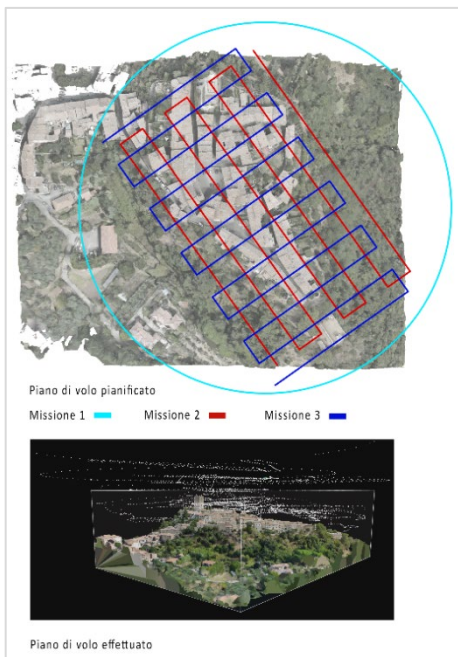 Piano di volo pianificato
Missione 1 Missione 2 Missione 3
Piano di volo effettuato